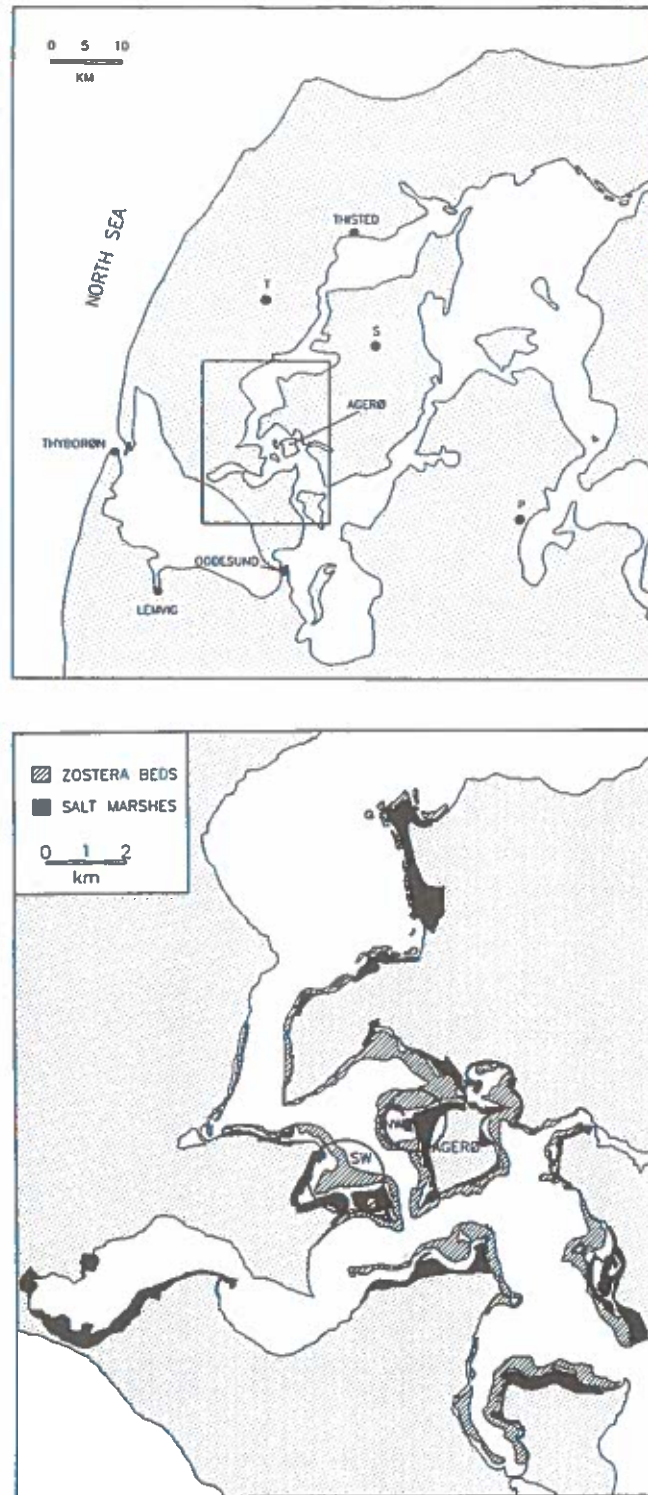 0 5 10
KM
NORTH SEA
THISTED
T
S
AGERØ
THYBORØN
P
ODDESUND
LEMVIG
ZOSTERA BEDS
SALT MARSHES
0 1 2
km
SW
AGERØ